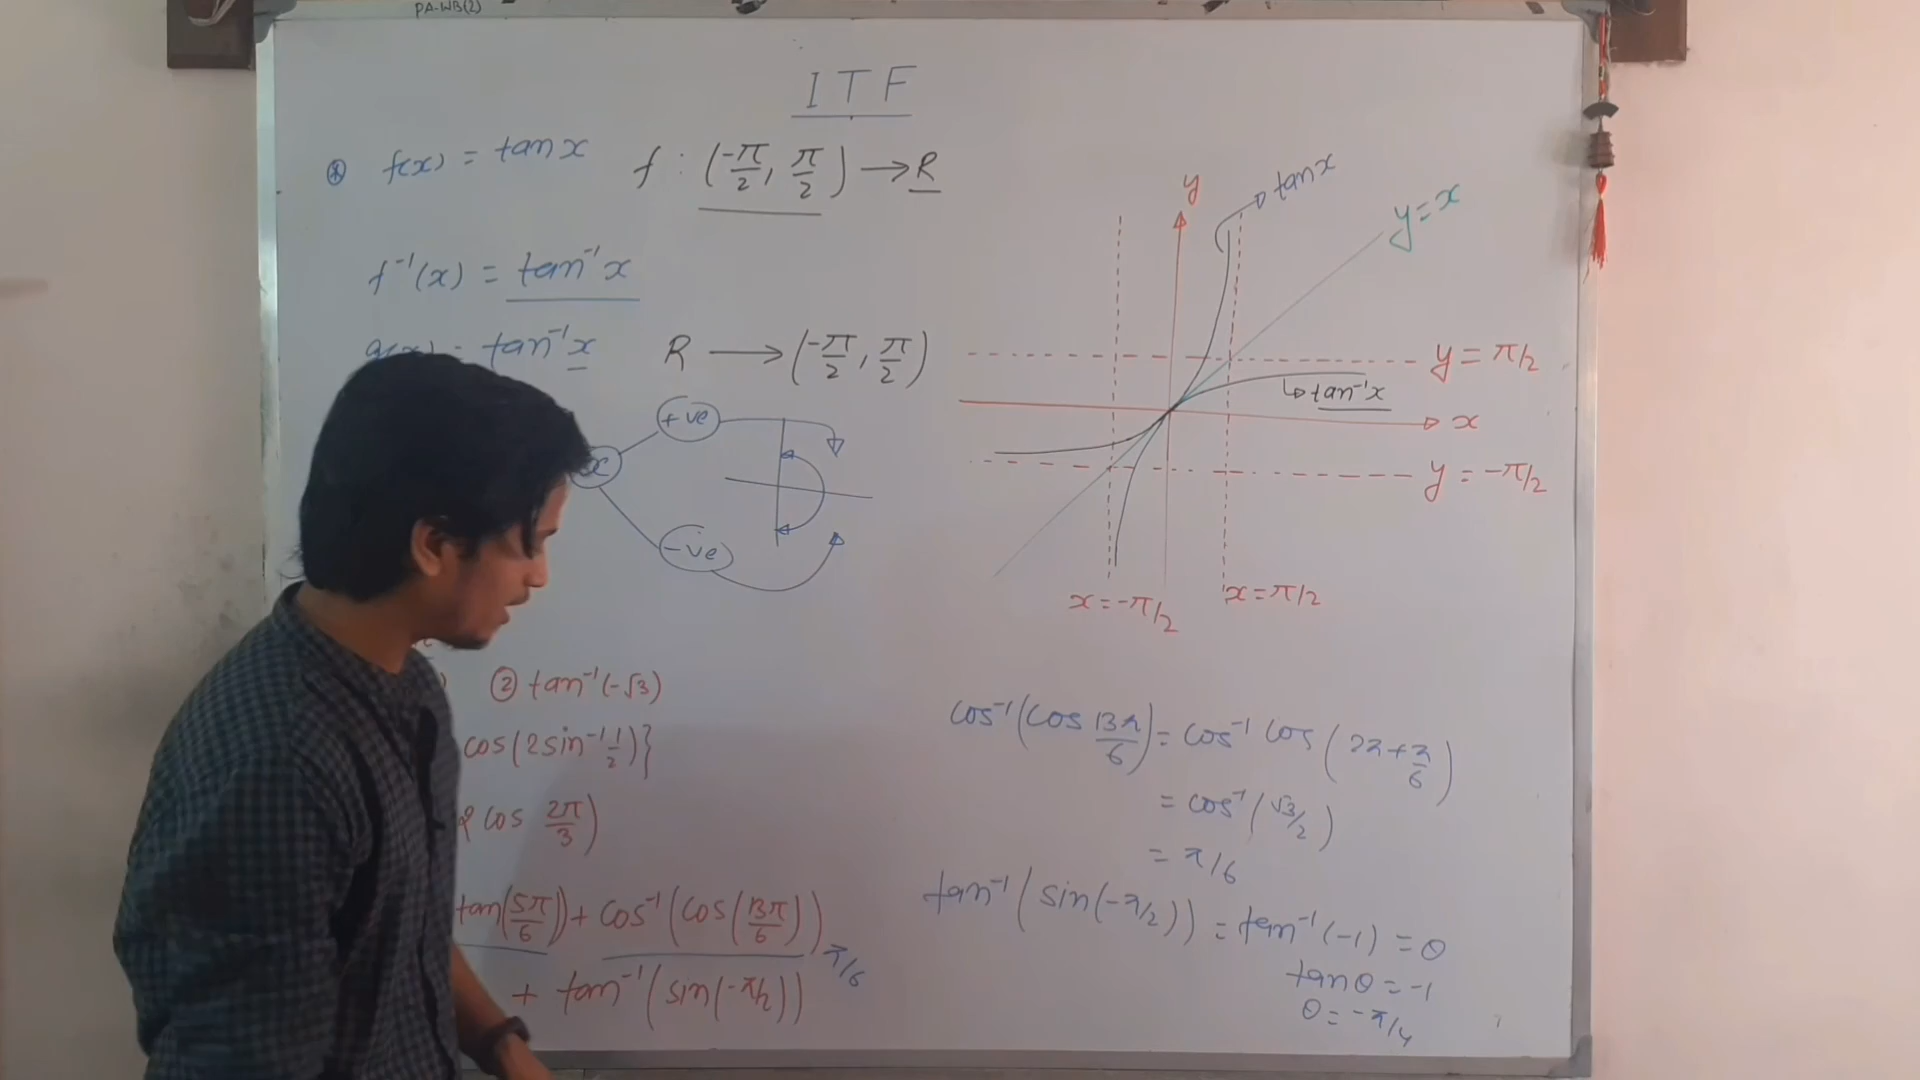 PA-WB(2)
ITF
⊛ f(x) = tan x f : (-π/2, π/2) → R
f⁻¹(x) = tan⁻¹x
g(x) = tan⁻¹x R → (-π/2, π/2)
x
+ve
-ve
y
tan x
y = x
y = π/2
tan⁻¹x
x
y = -π/2
x = -π/2
x = π/2
② tan⁻¹(-√3)
cos(2sin⁻¹ 1/2)}
cos 2π/3)
tan(5π/6)) + cos⁻¹(cos(13π/6)) π/6
+ tan⁻¹(sin(-π/2))
cos⁻¹(cos 13π/6) = cos⁻¹ cos (2π + π/6)
= cos⁻¹(√3/2)
= π/6
tan⁻¹(sin(-π/2)) = tan⁻¹(-1) = θ
tan θ = -1
θ = -π/4